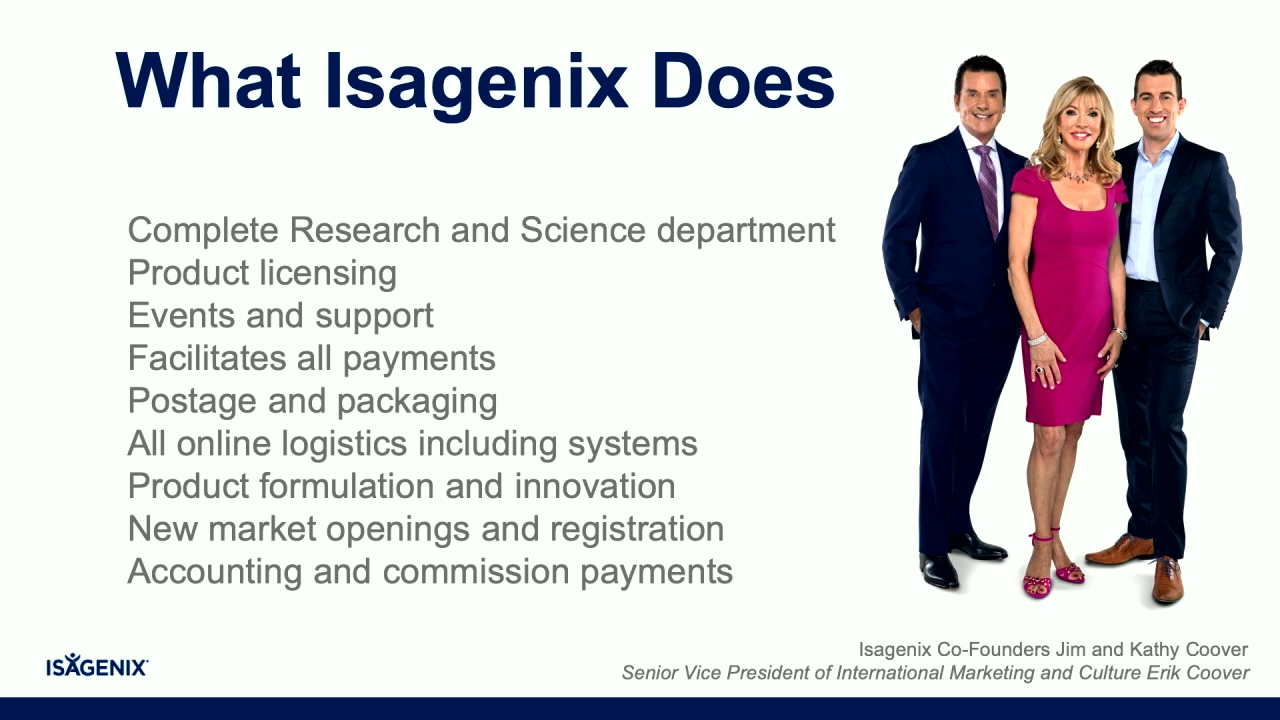 What Isagenix Does
Complete Research and Science department
Product licensing
Events and support
Facilitates all payments
Postage and packaging
All online logistics including systems
Product formulation and innovation
New market openings and registration
Accounting and commission payments
ISAGENIX
Isagenix Co-Founders Jim and Kathy Coover
Senior Vice President of International Marketing and Culture Erik Coover